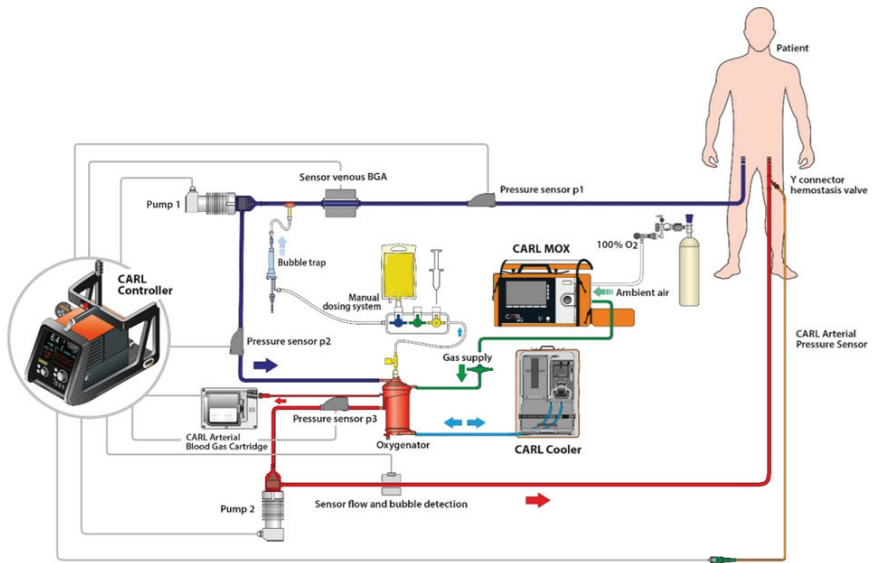 Patient
Sensor venous BGA
Y connector
hemostasis valve
Pressure sensor p1
Pump 1
100% O2
CARL MOX
Bubble trap
CARL
Controller
Manual
dosing system
Ambient air
Pressure sensor p2
CARL Arterial
Pressure Sensor
Gas supply
Pressure sensor p3
CARL Arterial
Blood Gas Cartridge
Oxygenator
CARL Cooler
Pump 2
Sensor flow and bubble detection